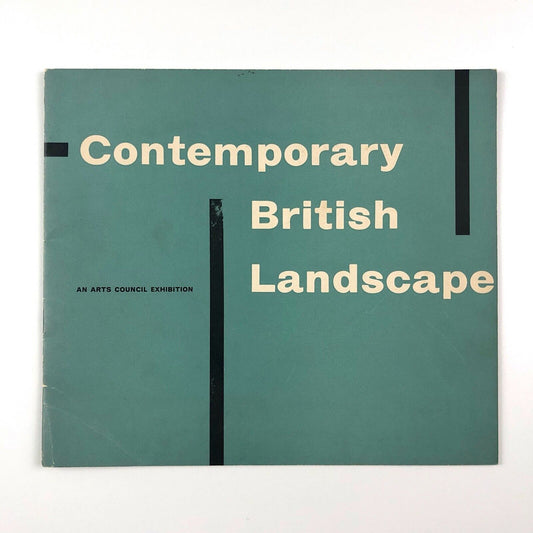 Contemporary
British
Landscape
AN ARTS COUNCIL EXHIBITION